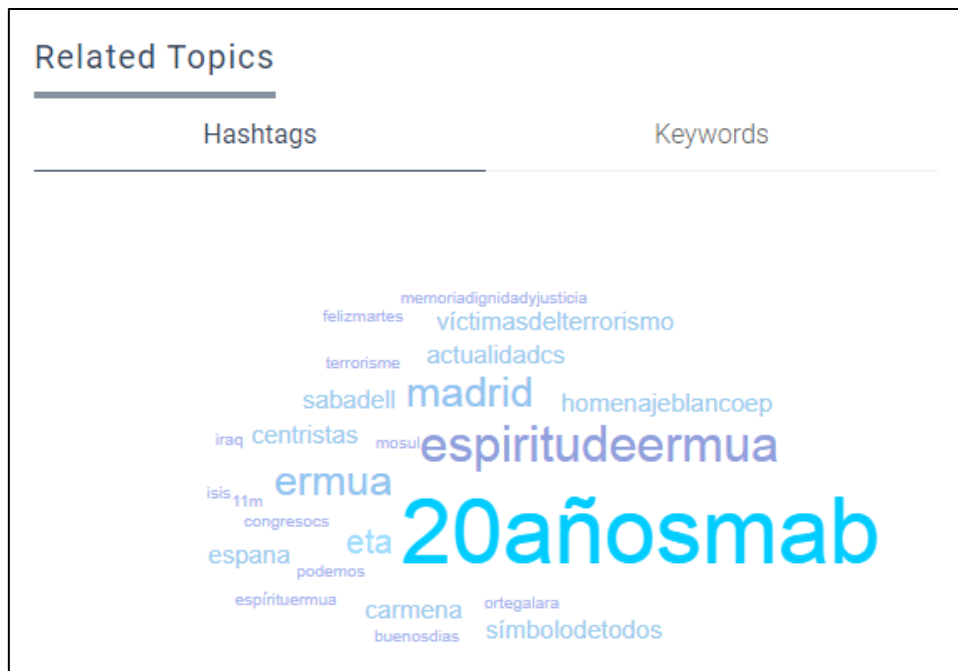 Related Topics
Hashtags Keywords
memoriadignidadyjusticia
felizmartes víctimasdelterrorismo
terrorisme actualidadcs
sabadell madrid homenajeblancoep
iraq centristas mosul espiritudeermua
isis 11m ermua
20añosmab
congresocs
espana eta
podemos
espírituermua carmena ortegalara
buenosdias símbolodetodos